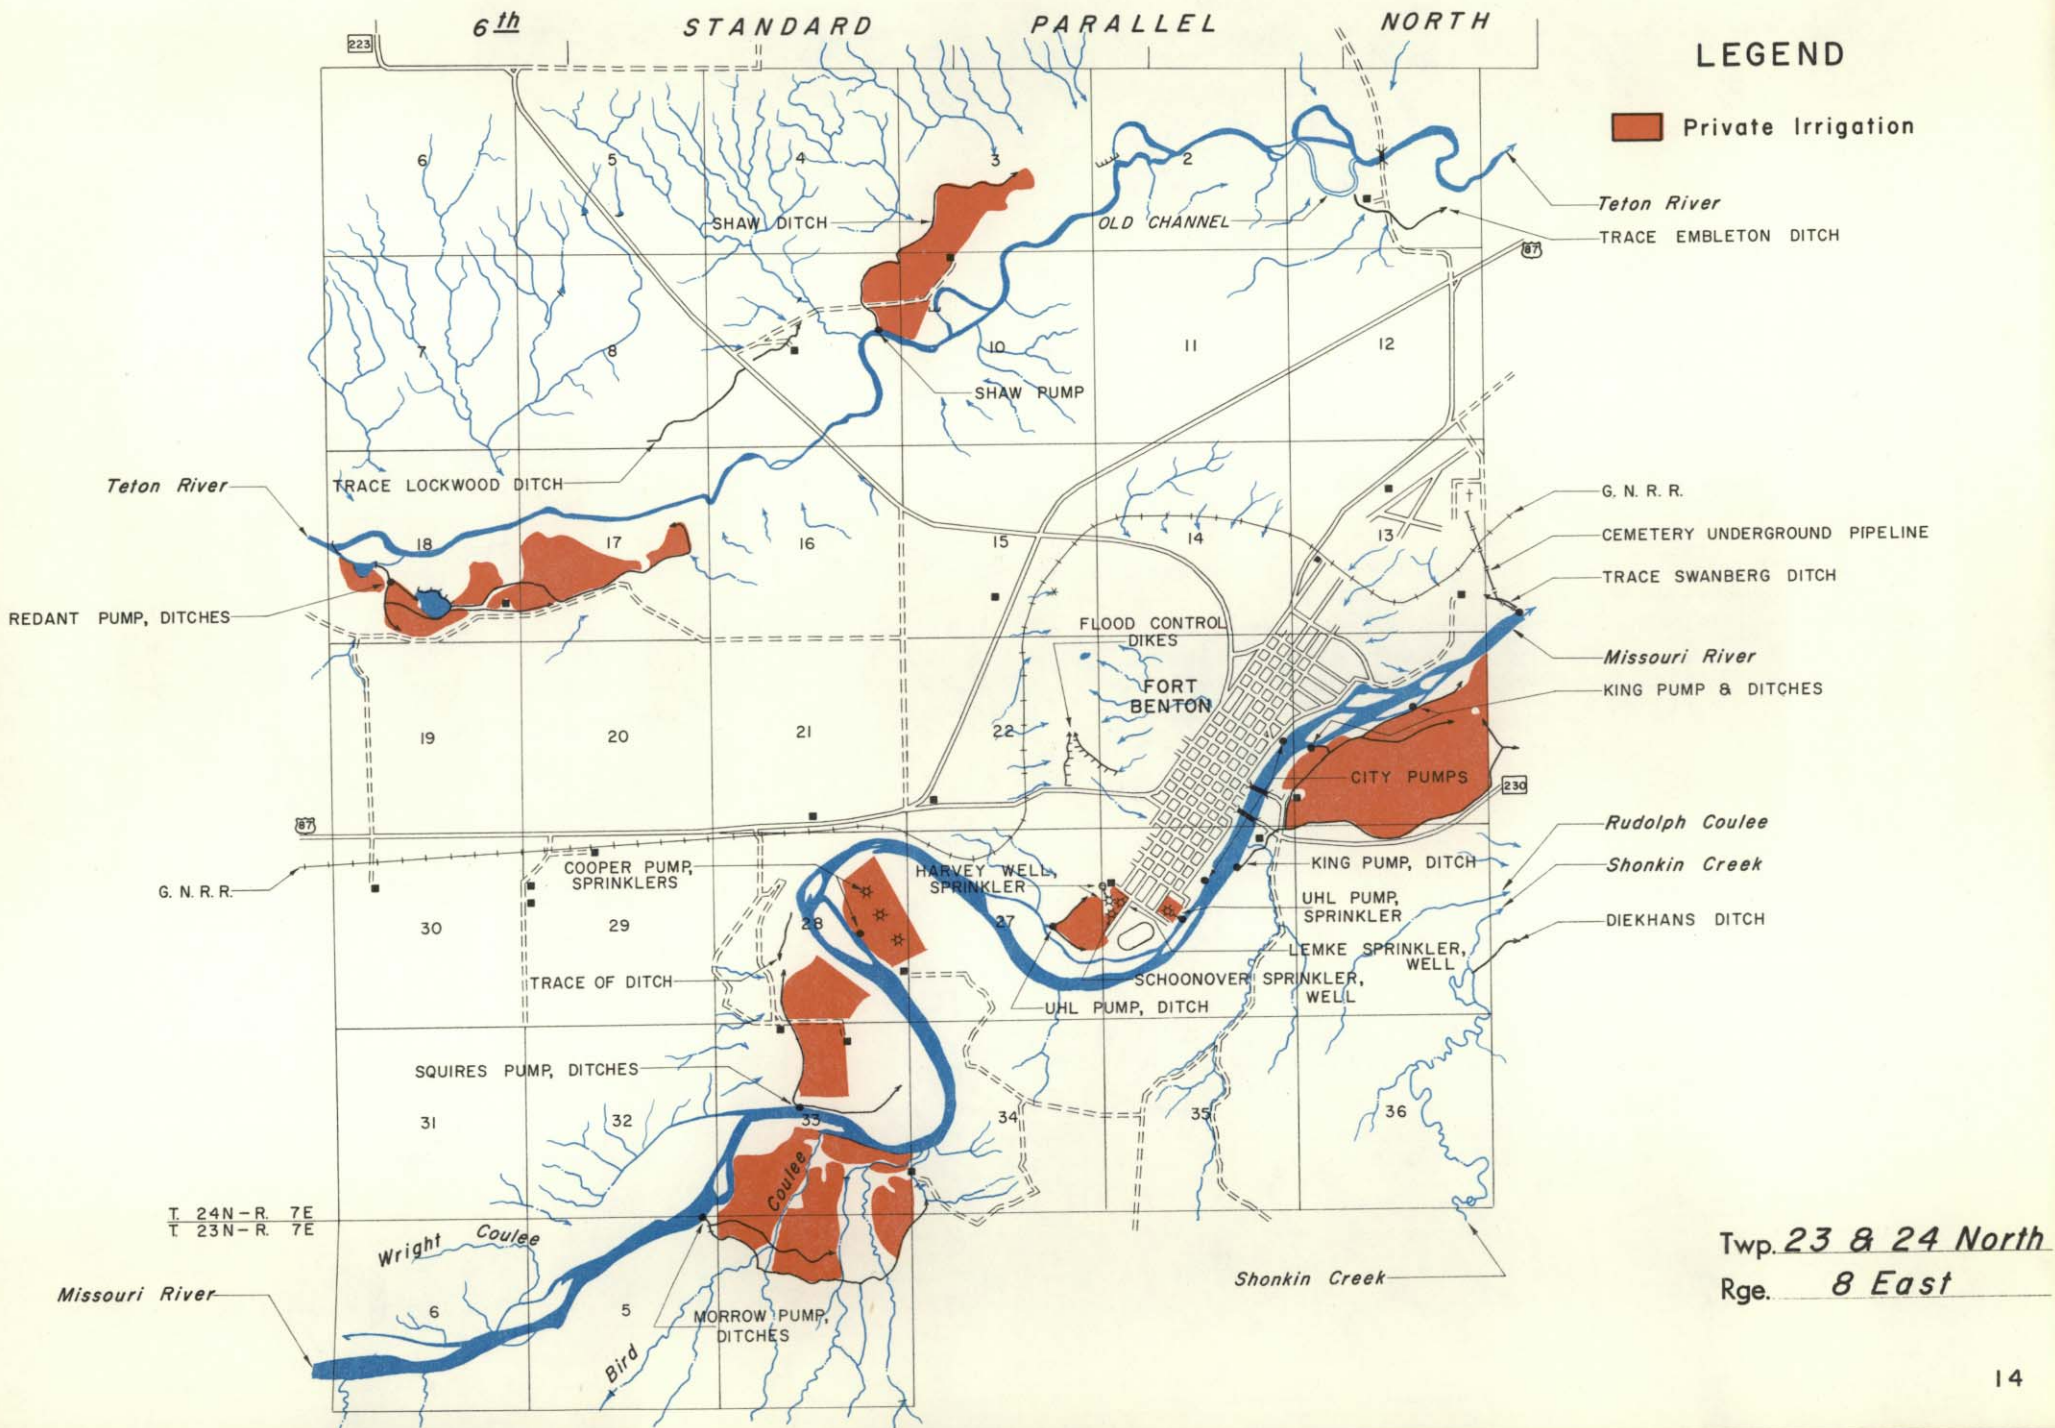 6th STANDARD PARALLEL NORTH
LEGEND
Private Irrigation
223
6
5
4
3
2
SHAW DITCH
OLD CHANNEL
Teton River
TRACE EMBLETON DITCH
87
7
8
10
11
12
SHAW PUMP
Teton River
TRACE LOCKWOOD DITCH
G. N. R. R.
18
17
16
15
14
13
CEMETERY UNDERGROUND PIPELINE
TRACE SWANBERG DITCH
REDANT PUMP, DITCHES
FLOOD CONTROL
DIKES
Missouri River
KING PUMP & DITCHES
FORT
BENTON
19
20
21
22
CITY PUMPS
230
87
Rudolph Coulee
Shonkin Creek
G. N. R. R.
COOPER PUMP,
SPRINKLERS
HARVEY WELL,
SPRINKLER
KING PUMP, DITCH
UHL PUMP,
SPRINKLER
DIEKHANS DITCH
30
29
28
27
LEMKE SPRINKLER,
WELL
TRACE OF DITCH
SCHOONOVER SPRINKLER,
WELL
UHL PUMP, DITCH
SQUIRES PUMP, DITCHES
31
32
33
34
35
36
T. 24N-R. 7E
T. 23N-R. 7E
Wright Coulee
Coulee
Missouri River
6
5
MORROW PUMP,
DITCHES
Bird
Shonkin Creek
Twp. 23 & 24 North
Rge. 8 East
14